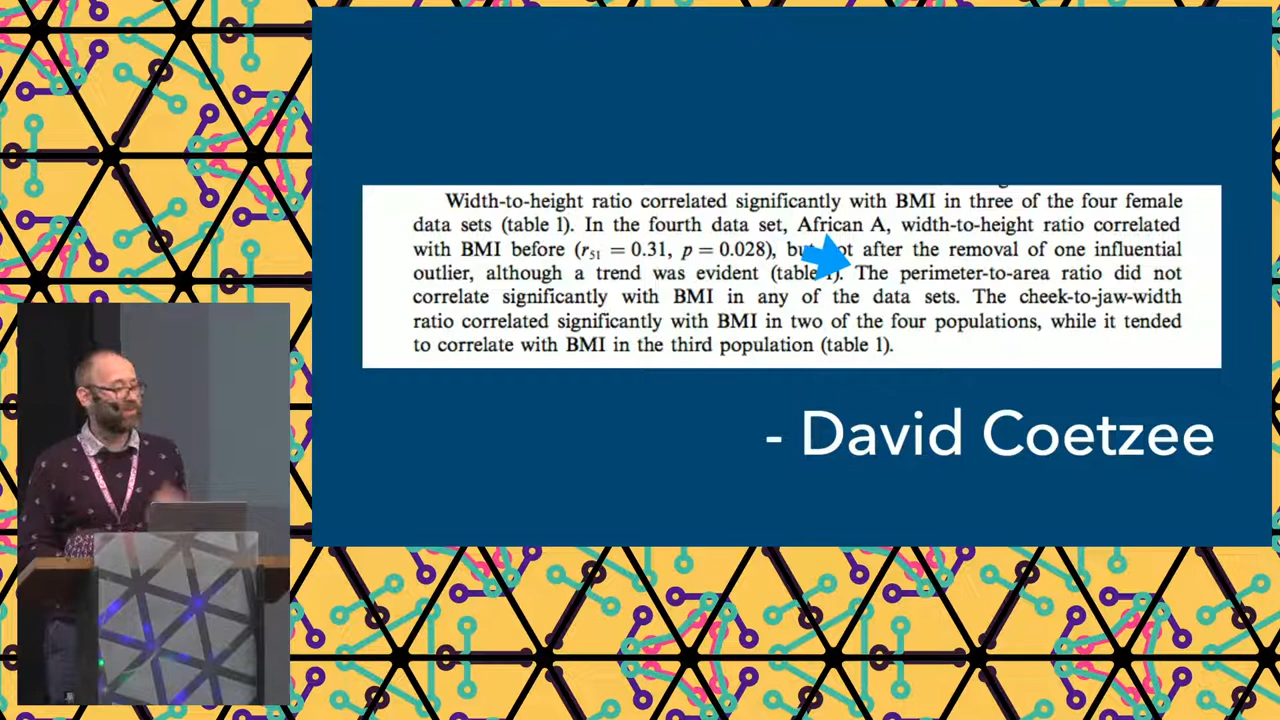 Width-to-height ratio correlated significantly with BMI in three of the four female
data sets (table 1). In the fourth data set, African A, width-to-height ratio correlated
with BMI before (r51 = 0.31, p = 0.028), but not after the removal of one influential
outlier, although a trend was evident (table 1). The perimeter-to-area ratio did not
correlate significantly with BMI in any of the data sets. The cheek-to-jaw-width
ratio correlated significantly with BMI in two of the four populations, while it tended
to correlate with BMI in the third population (table 1).
- David Coetzee